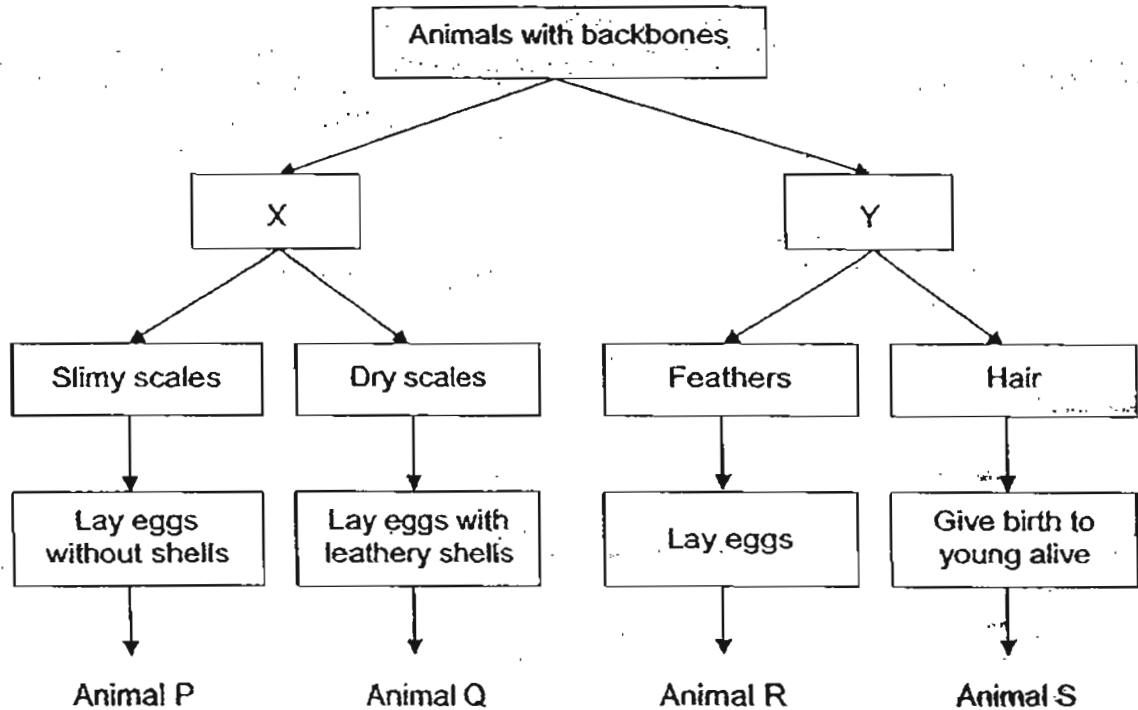 Animals with backbones
X
Y
Slimy scales
Dry scales
Feathers
Hair
Lay eggs
without shells
Lay eggs with
leathery shells
Lay eggs
Give birth to
young alive
Animal P
Animal Q
Animal R
Animal S